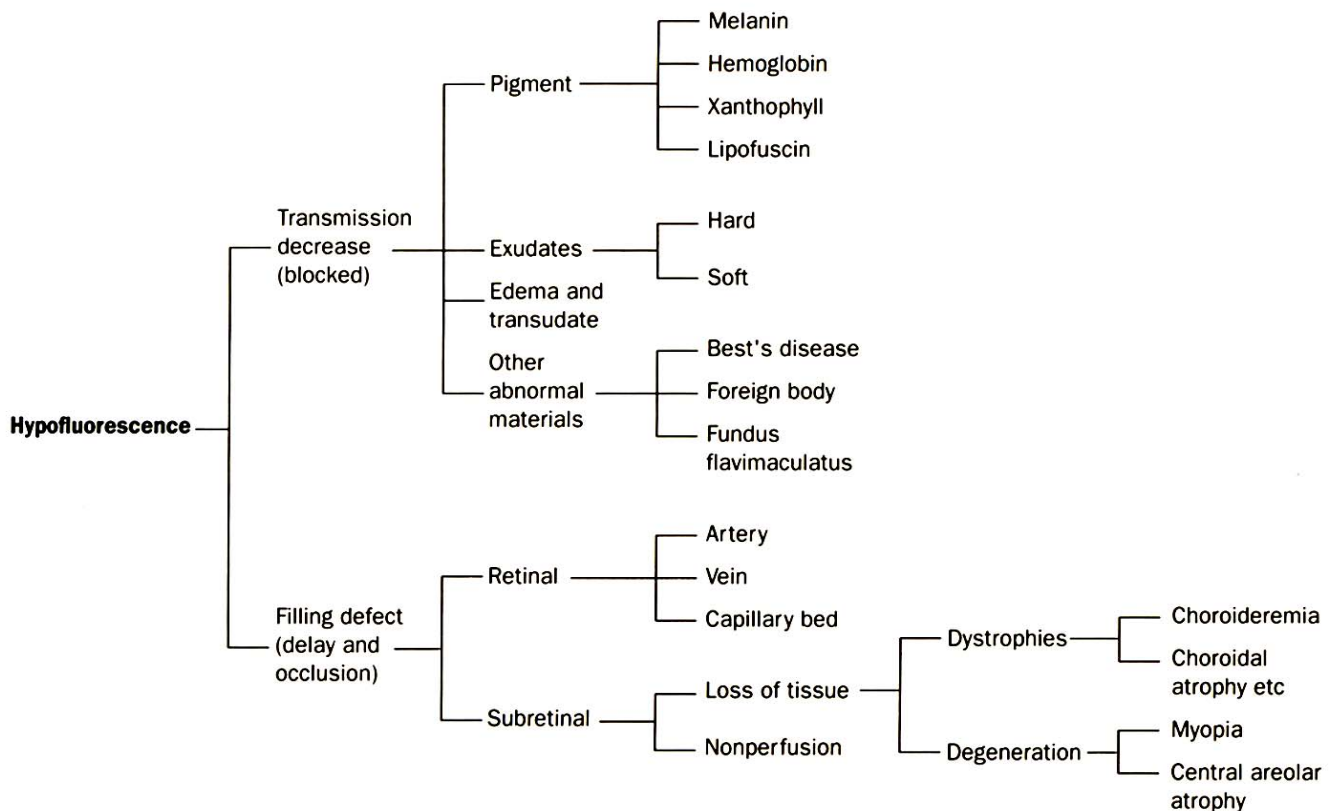 Hypofluorescence
Transmission
decrease
(blocked)
Pigment
Melanin
Hemoglobin
Xanthophyll
Lipofuscin
Exudates
Hard
Soft
Edema and
transudate
Other
abnormal
materials
Best's disease
Foreign body
Fundus
flavimaculatus
Filling defect
(delay and
occlusion)
Retinal
Artery
Vein
Capillary bed
Subretinal
Loss of tissue
Dystrophies
Choroideremia
Choroidal
atrophy etc
Degeneration
Myopia
Central areolar
atrophy
Nonperfusion